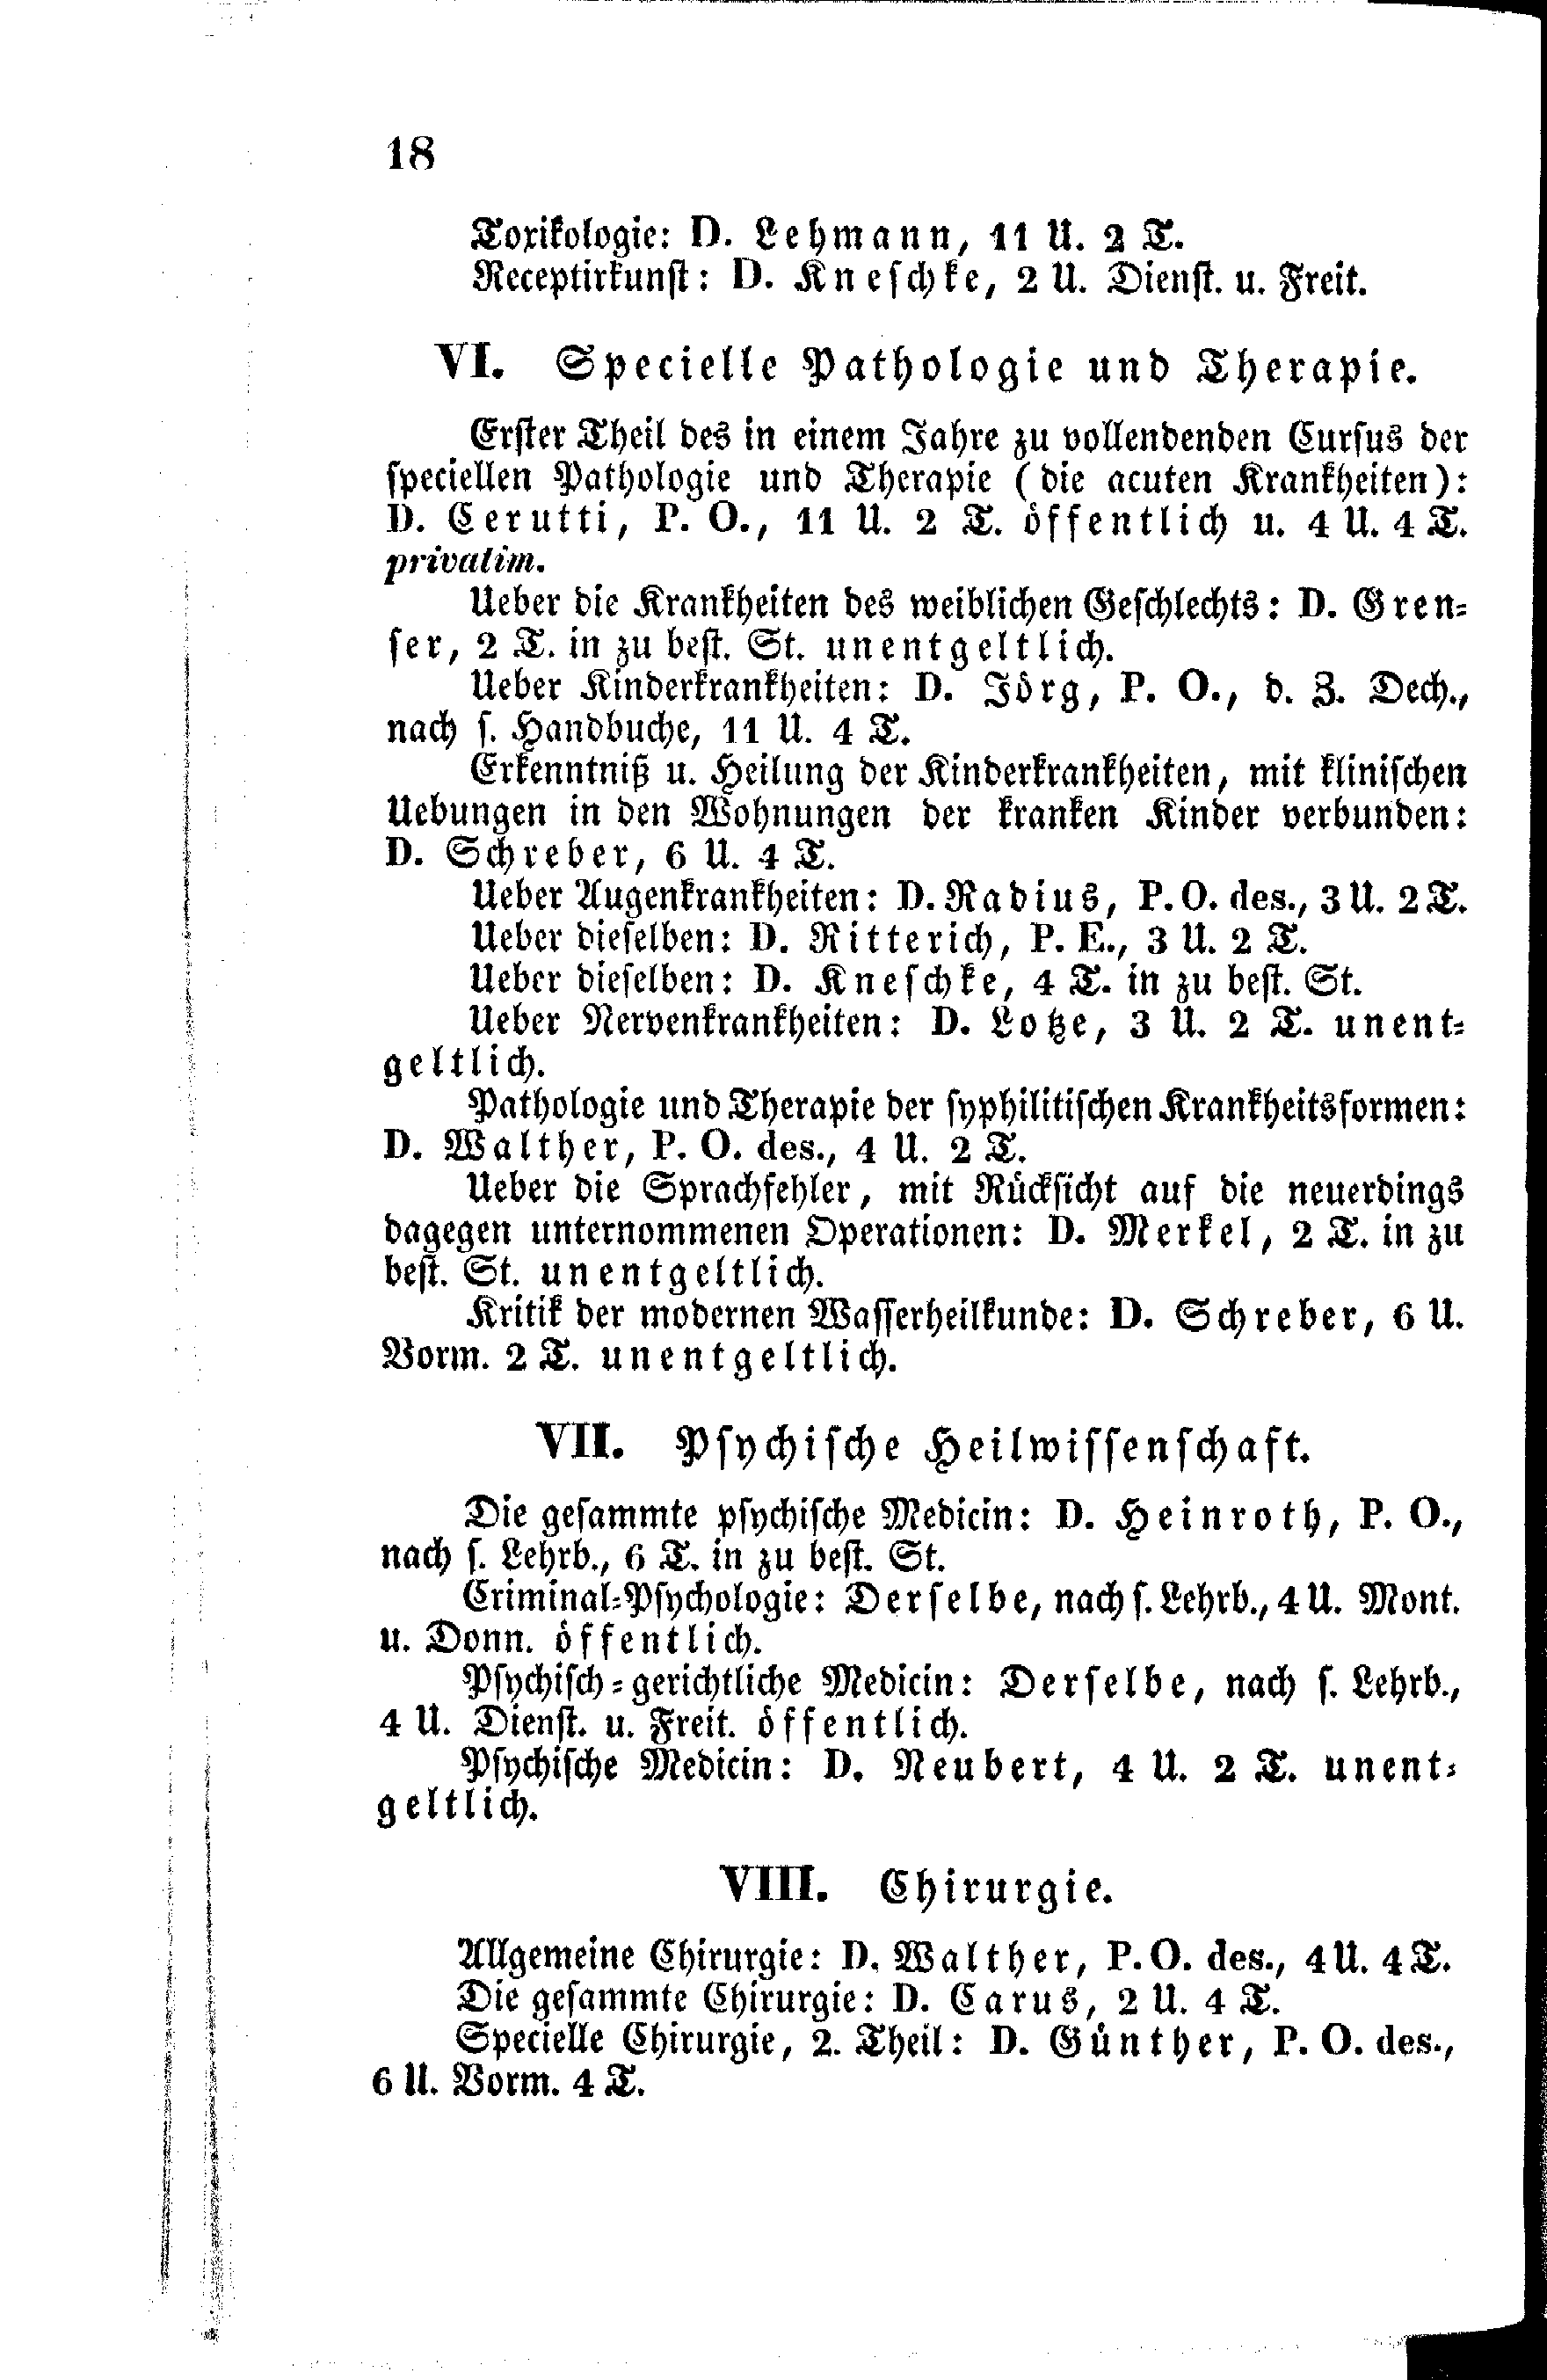 18
Toxikologie: D. Lehmann, 11 U. 2 T.
Receptirkunst: D. Kneschke, 2 U. Dienst. u. Freit.
VI. Specielle Pathologie und Therapie.
Erster Theil des in einem Jahre zu vollendenden Cursus der
speciellen Pathologie und Therapie (die acuten Krankheiten):
D. Cerutti, P. O., 11 U. 2 T. öffentlich u. 4 U. 4 T.
privatim.
Ueber die Krankheiten des weiblichen Geschlechts: D. Gren-
ser, 2 T. in zu best. St. unentgeltlich.
Ueber Kinderkrankheiten: D. Jörg, P. O., d. Z. Dech.,
nach s. Handbuche, 11 U. 4 T.
Erkenntniß u. Heilung der Kinderkrankheiten, mit klinischen
Uebungen in den Wohnungen der kranken Kinder verbunden:
D. Schreber, 6 U. 4 T.
Ueber Augenkrankheiten: D. Radius, P. O. des., 3 U. 2 T.
Ueber dieselben: D. Ritterich, P. E., 3 U. 2 T.
Ueber dieselben: D. Kneschke, 4 T. in zu best. St.
Ueber Nervenkrankheiten: D. Lotze, 3 U. 2 T. unent-
geltlich.
Pathologie und Therapie der syphilitischen Krankheitsformen:
D. Walther, P. O. des., 4 U. 2 T.
Ueber die Sprachfehler, mit Rücksicht auf die neuerdings
dagegen unternommenen Operationen: D. Merkel, 2 T. in zu
best. St. unentgeltlich.
Kritik der modernen Wasserheilkunde: D. Schreber, 6 U.
Vorm. 2 T. unentgeltlich.
VII. Psychische Heilwissenschaft.
Die gesammte psychische Medicin: D. Heinroth, P. O.,
nach s. Lehrb., 6 T. in zu best. St.
Criminal-Psychologie: Derselbe, nach s. Lehrb., 4 U. Mont.
u. Donn. öffentlich.
Psychisch-gerichtliche Medicin: Derselbe, nach s. Lehrb.,
4 U. Dienst. u. Freit. öffentlich.
Psychische Medicin: D. Neubert, 4 U. 2 T. unent-
geltlich.
VIII. Chirurgie.
Allgemeine Chirurgie: D. Walther, P. O. des., 4 U. 4 T.
Die gesammte Chirurgie: D. Carus, 2 U. 4 T.
Specielle Chirurgie, 2. Theil: D. Günther, P. O. des.,
6 U. Vorm. 4 T.